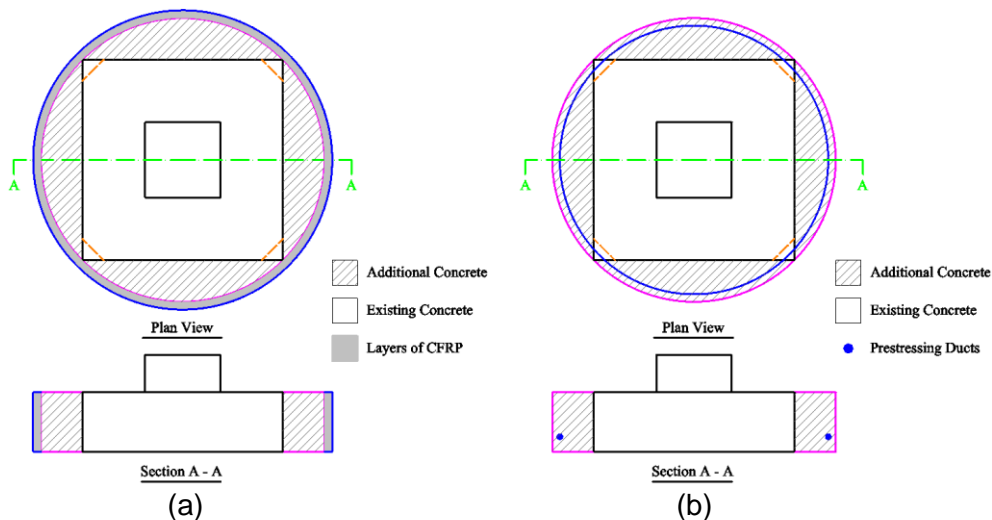 A
A
Additional Concrete
Existing Concrete
Layers of CFRP
Plan View
Section A - A
(a)
A
A
Additional Concrete
Existing Concrete
Prestressing Ducts
Plan View
Section A - A
(b)